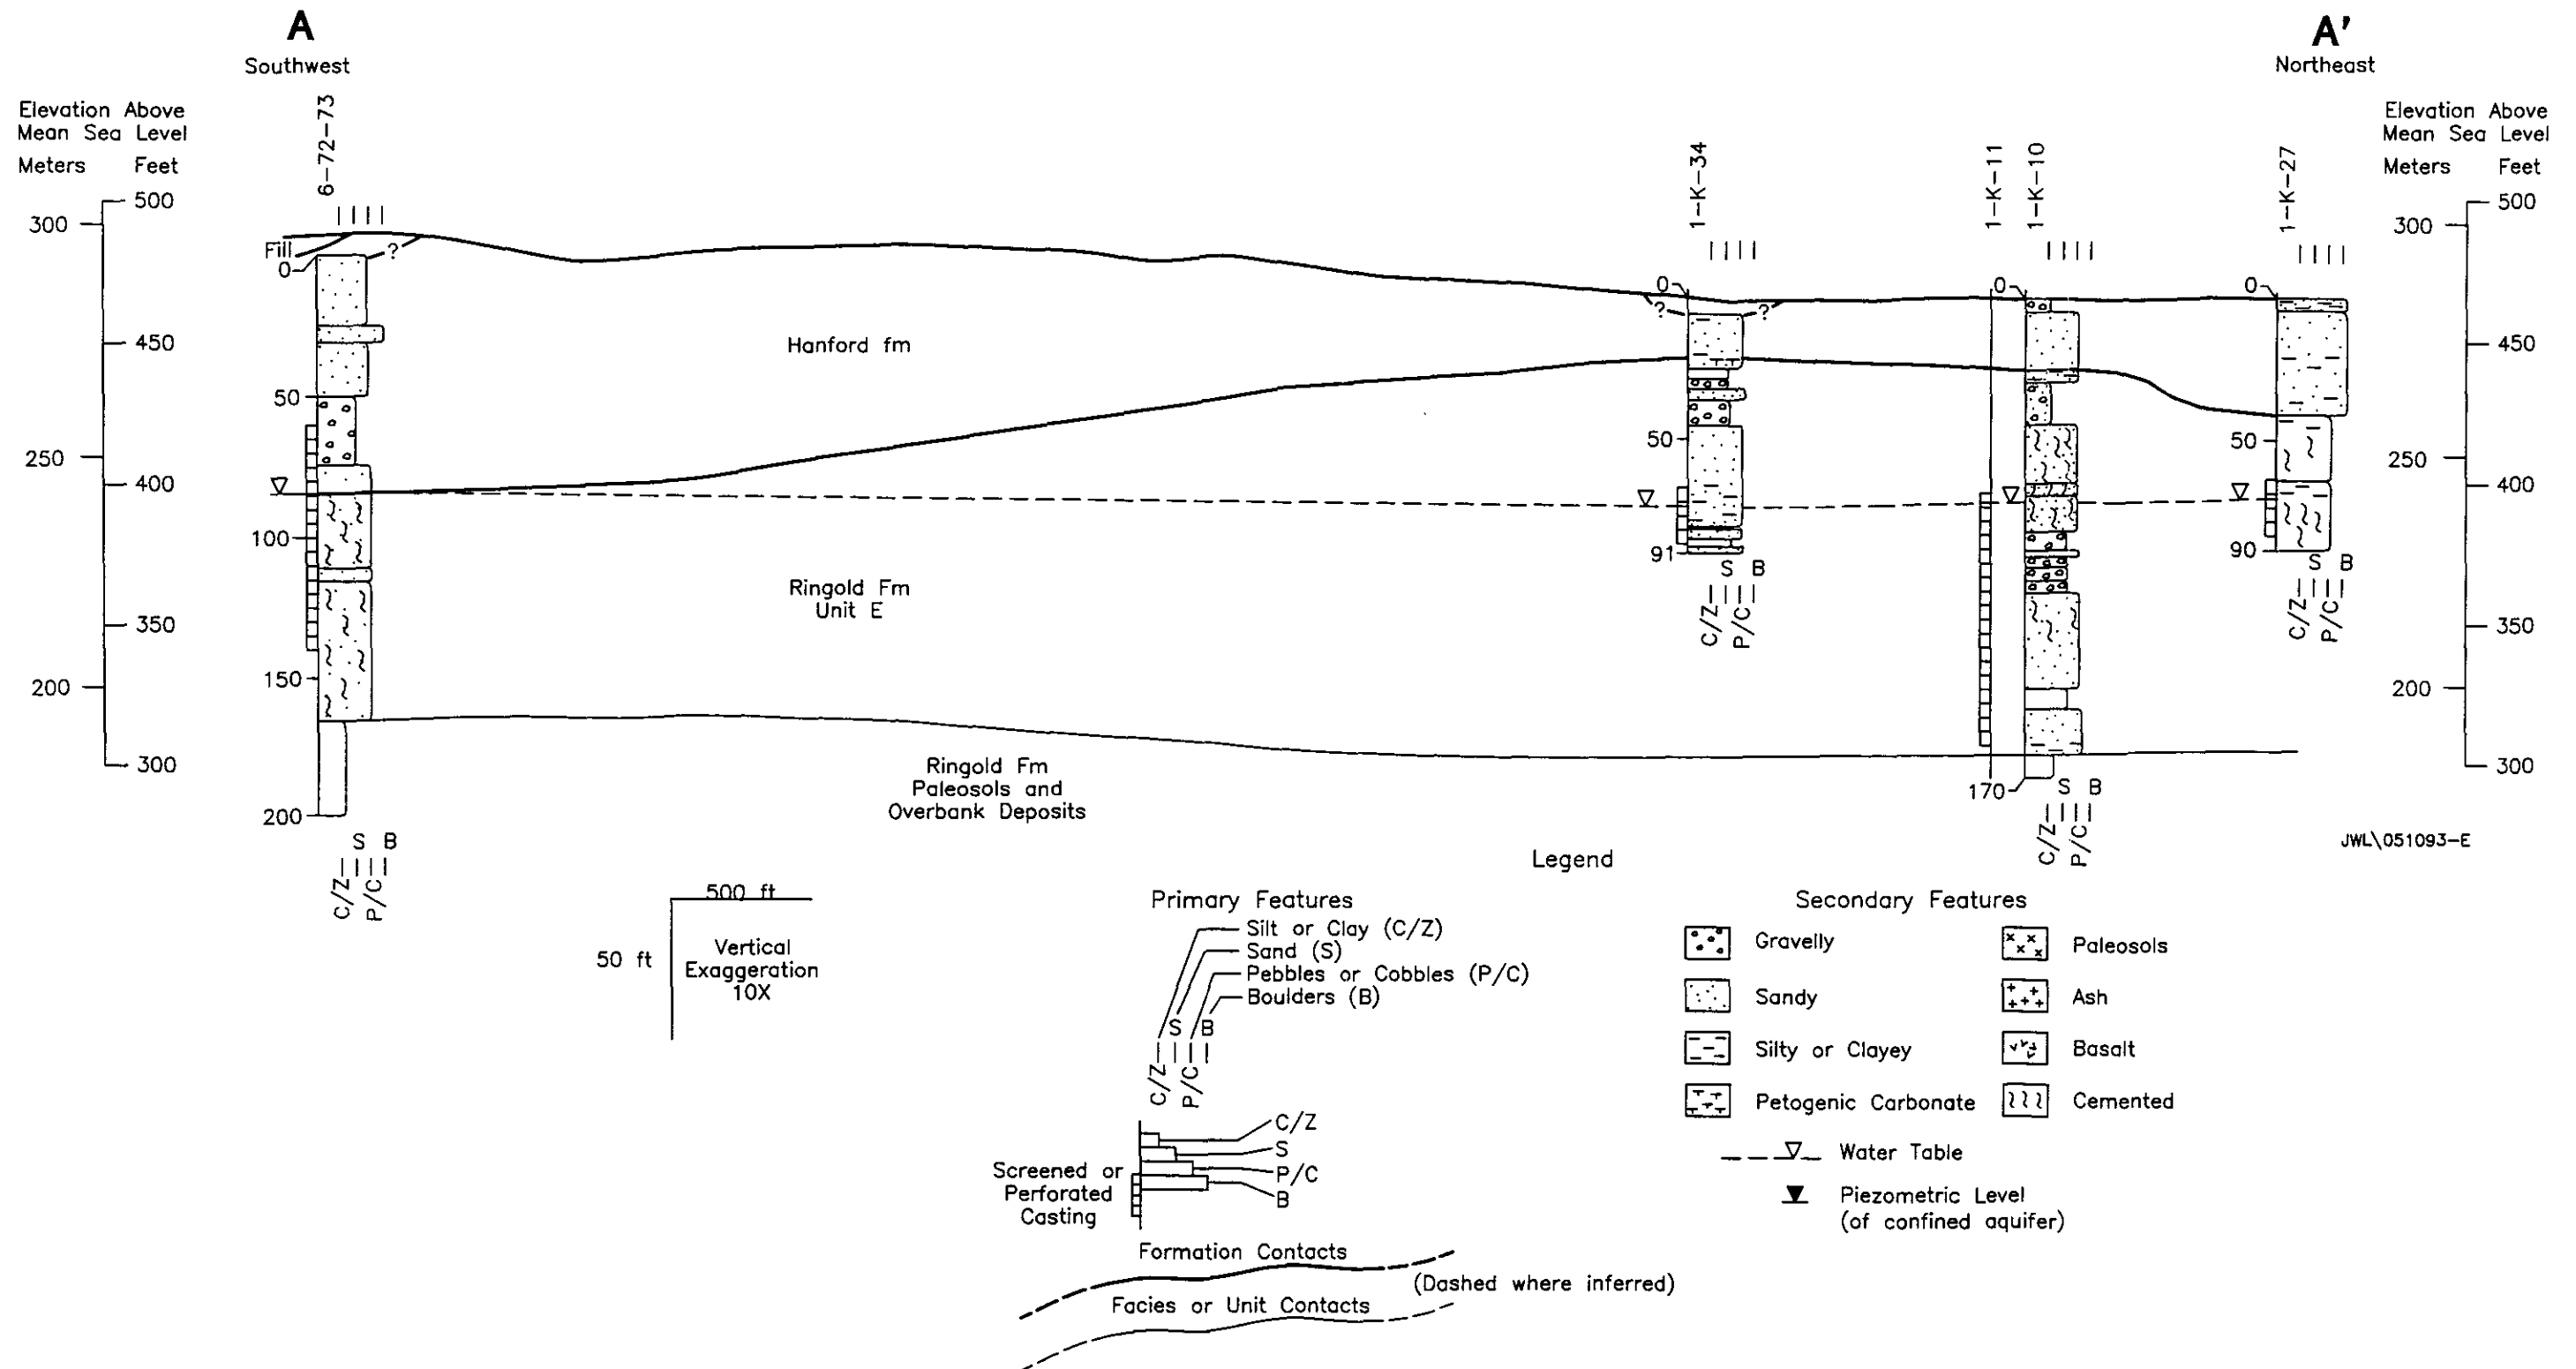 A
A'
Southwest
Northeast
Elevation Above
Mean Sea Level
Meters Feet
Elevation Above
Mean Sea Level
Meters Feet
6-72-73
1-K-34
1-K-11
1-K-10
1-K-27
500
300
450
250
400
350
200
300
500
300
450
250
400
350
200
300
Fill
?
0
50
100
150
200
S B
C/Z
P/C
0
?
?
50
91
S B
C/Z
P/C
0
170
S B
C/Z
P/C
0
50
90
S B
C/Z
P/C
Hanford fm
Ringold Fm
Unit E
Ringold Fm
Paleosols and
Overbank Deposits
JWL\051093-E
500 ft
50 ft
Vertical
Exaggeration
10X
Legend
Primary Features
Silt or Clay (C/Z)
Sand (S)
Pebbles or Cobbles (P/C)
Boulders (B)
S B
C/Z
P/C
C/Z
S
P/C
B
Screened or
Perforated
Casting
Formation Contacts
(Dashed where inferred)
Facies or Unit Contacts
Secondary Features
Gravelly
Paleosols
Sandy
Ash
Silty or Clayey
Basalt
Petogenic Carbonate
Cemented
Water Table
Piezometric Level
(of confined aquifer)